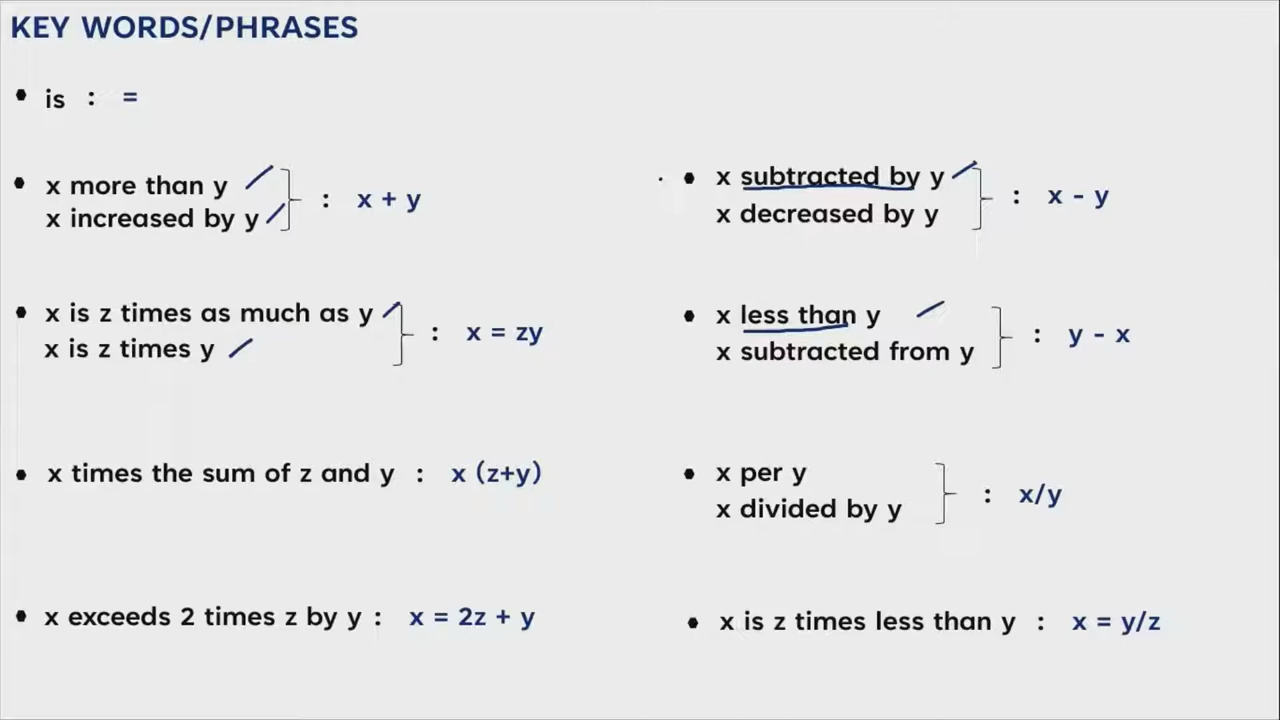 KEY WORDS/PHRASES
• is : =
• x more than y
x increased by y
: x + y
• x is z times as much as y
x is z times y
: x = zy
• x times the sum of z and y : x (z+y)
• x exceeds 2 times z by y : x = 2z + y
• x subtracted by y
x decreased by y
: x - y
• x less than y
x subtracted from y
: y - x
• x per y
x divided by y
: x/y
• x is z times less than y : x = y/z